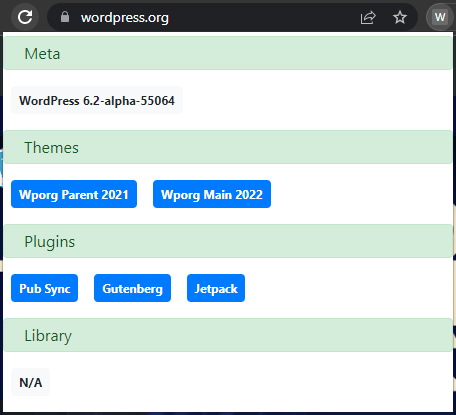 wordpress.org
W
Meta
WordPress 6.2-alpha-55064
Themes
Wporg Parent 2021 Wporg Main 2022
Plugins
Pub Sync Gutenberg Jetpack
Library
N/A